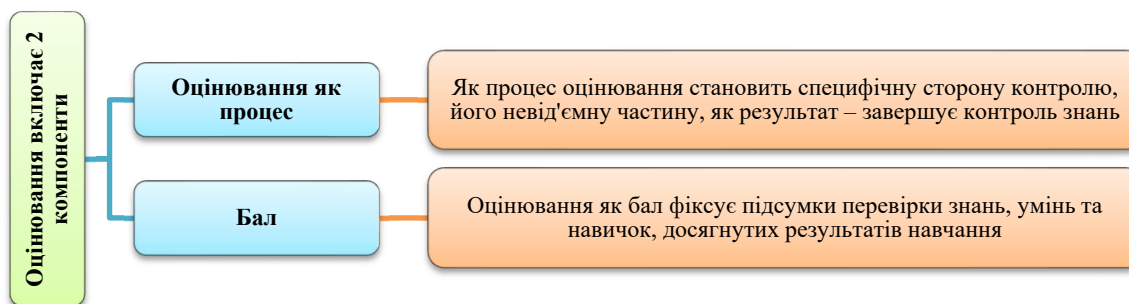 Оцінювання включає 2
компоненти
Оцінювання як
процес
Як процес оцінювання становить специфічну сторону контролю,
його невід'ємну частину, як результат – завершує контроль знань
Бал
Оцінювання як бал фіксує підсумки перевірки знань, умінь та
навичок, досягнутих результатів навчання